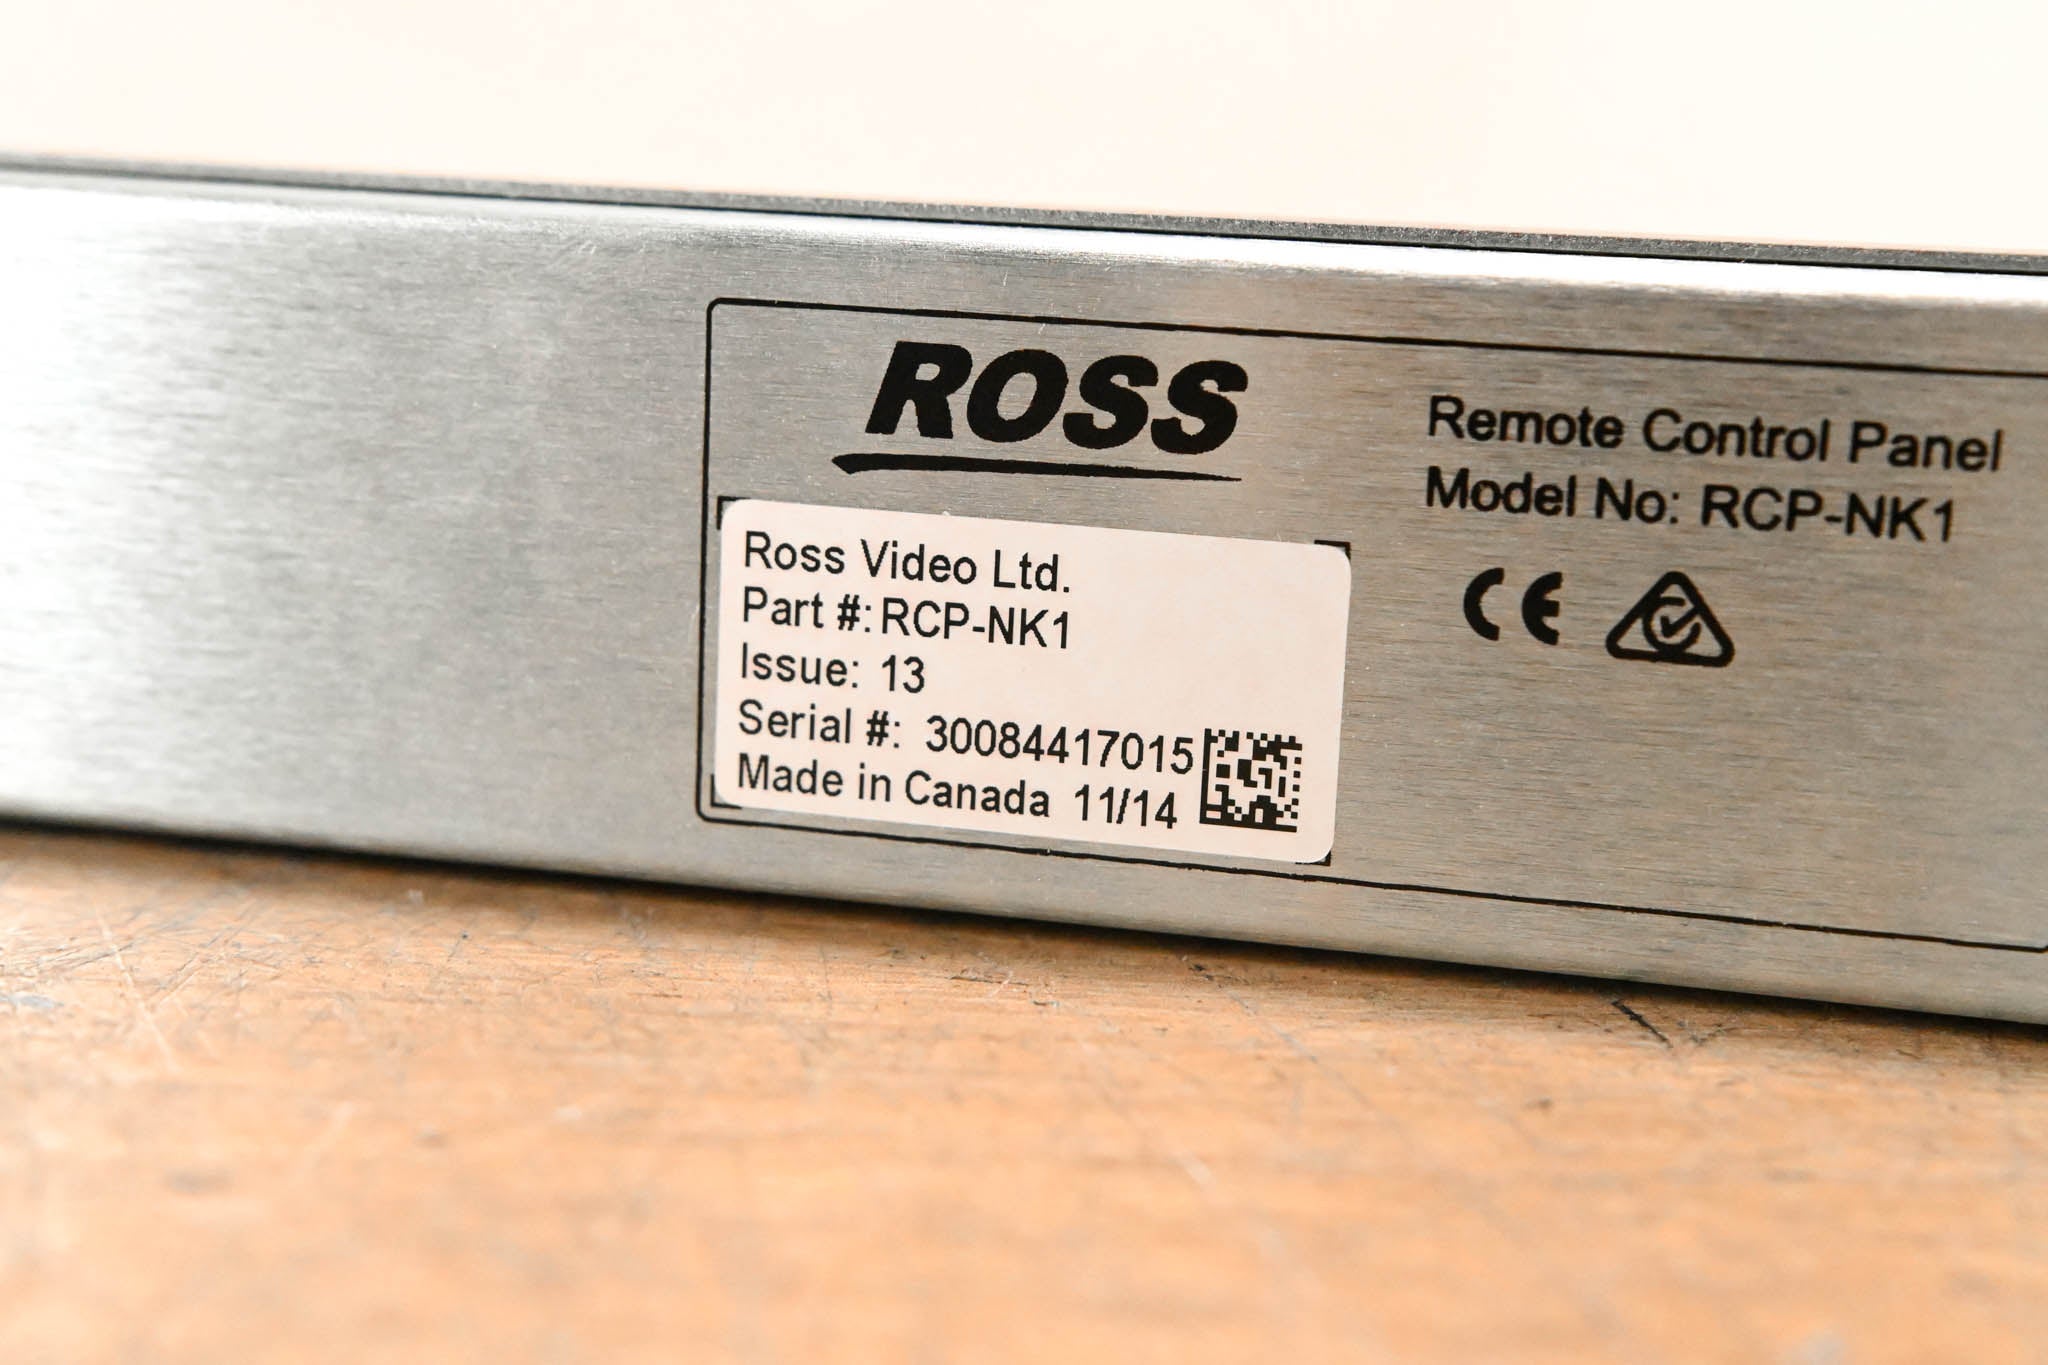 ROSS
Remote Control Panel
Model No: RCP-NK1
CE
Ross Video Ltd.
Part #: RCP-NK1
Issue: 13
Serial #: 30084417015
Made in Canada 11/14